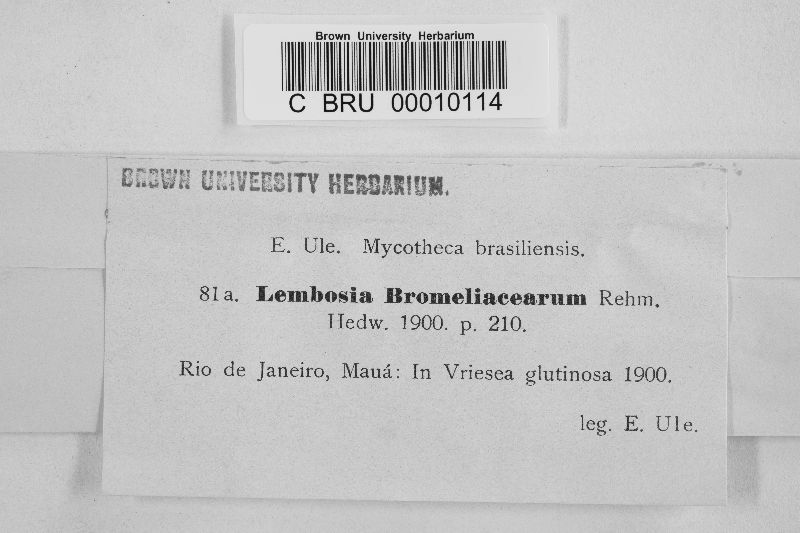 Brown University Herbarium
C BRU 00010114
BROWN UNIVERSITY HERBARIUM.
E. Ule. Mycotheca brasiliensis.
81a. Lembosia Bromeliacearum Rehm.
Hedw. 1900. p. 210.
Rio de Janeiro, Mauá: In Vriesea glutinosa 1900.
leg. E. Ule.